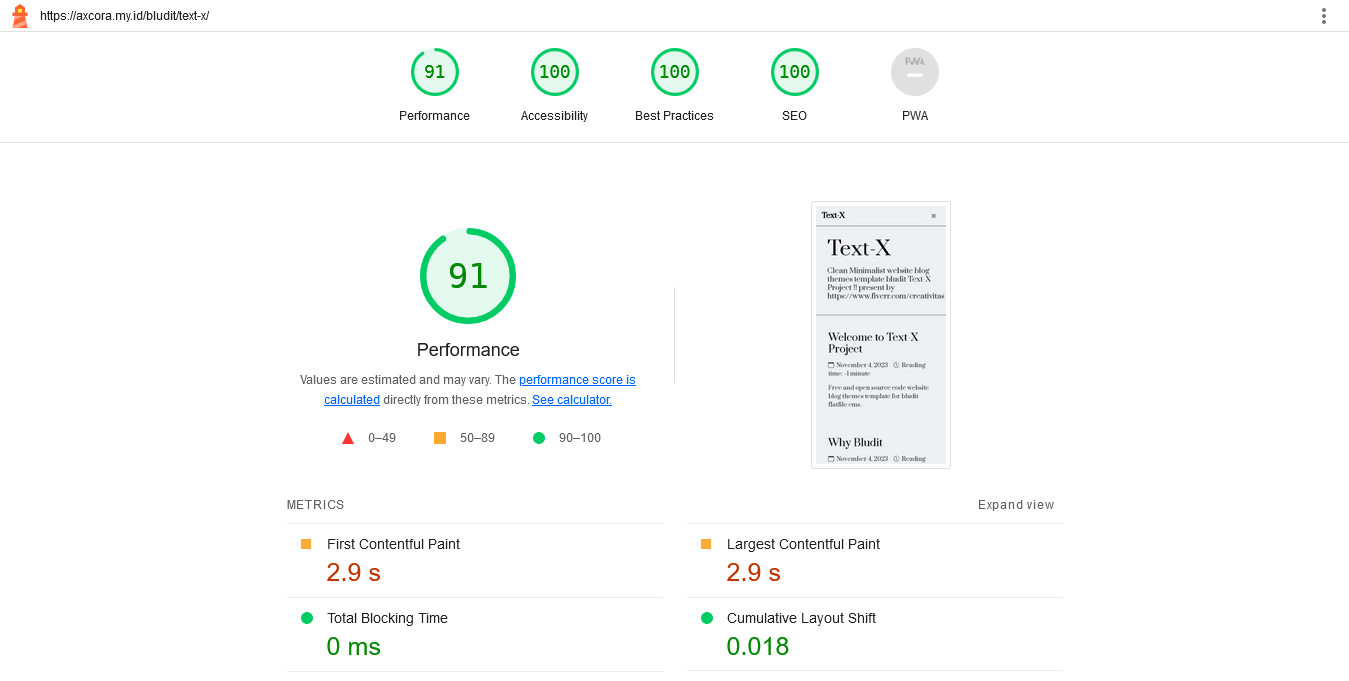 https://axcora.my.id/bludit/text-x/
91
100
100
100
PWA
Performance
Accessibility
Best Practices
SEO
PWA
91
Performance
Values are estimated and may vary. The performance score is
calculated directly from these metrics. See calculator.
0–49
50–89
90–100
Text-X
Text-X
Clean Minimalist website blog
themes template bludit Text-X
Project !! present by
https://www.fiverr.com/creativitas
Welcome to Text-X
Project
November 4, 2023 Reading
time: ~1 minute
Free and open source code website
blog themes template for bludit
flatfile cms.
Why Bludit
November 4, 2023 Reading
METRICS
Expand view
First Contentful Paint
2.9 s
Largest Contentful Paint
2.9 s
Total Blocking Time
0 ms
Cumulative Layout Shift
0.018